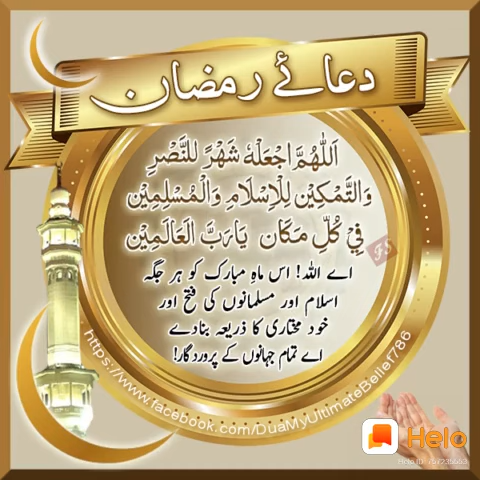 دعائے رمضان
اَللّٰهُمَّ اجْعَلْهُ شَهْرً لِلنَّصْرِ
وَالتَّمْكِيْنِ لِلْاِسْلَامِ وَالْمُسْلِمِيْنِ
فِيْ كُلِّ مَكَان يَارَبَّ الْعَالَمِيْنِ
اے اللہ! اس ماہِ مبارک کو ہر جگہ
اسلام اور مسلمانوں کی فتح اور
خود مختاری کا ذریعہ بنادے
اے تمام جہانوں کے پروردگار!
https://www.facebook.com/DuaMyUltimateBelief786
Helo